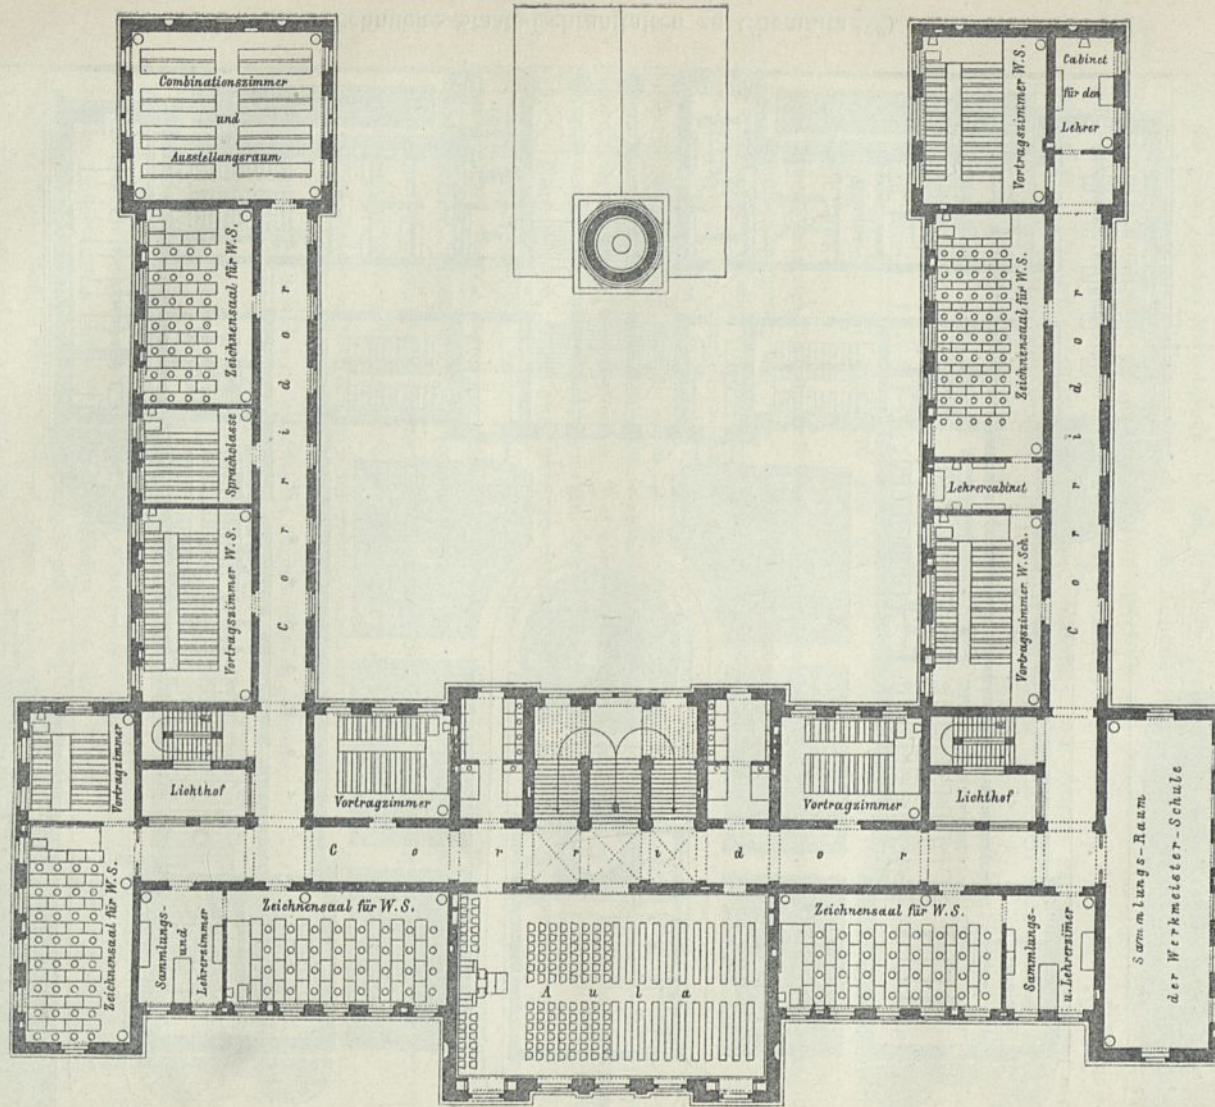 Combinationszimmer
und
Ausstellungsraum
Vortragszimmer W.S.
Cabinet
für den
Lehrer
Zeichnensaal für W.S.
Corridor
Zeichnensaal für W.S.
Corridor
Sprachclasse
Lehrercabinet
Vortragszimmer W.S.
Vortragszimmer W.Sch.
Vortragzimmer
Lichthof
Vortragzimmer
Vortragzimmer
Lichthof
Sammlungs-Raum
der Werkmeister-Schule
Corridor
Zeichnensaal für W.S.
Sammlungs-
und
Lehrerzimmer
Zeichnensaal für W.S.
Aula
Zeichnensaal für W.S.
Sammlungs-
u. Lehrerzimer